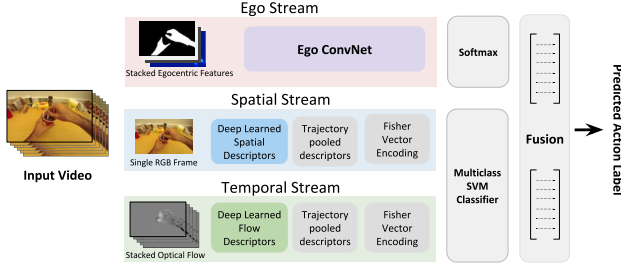 Ego Stream
Stacked Egocentric Features
Ego ConvNet
Softmax
Spatial Stream
Input Video
Single RGB Frame
Deep Learned
Spatial
Descriptors
Trajectory
pooled
descriptors
Fisher
Vector
Encoding
Temporal Stream
Stacked Optical Flow
Deep Learned
Flow
Descriptors
Trajectory
pooled
descriptors
Fisher
Vector
Encoding
Multiclass
SVM
Classifier
Fusion
Predicted Action Label